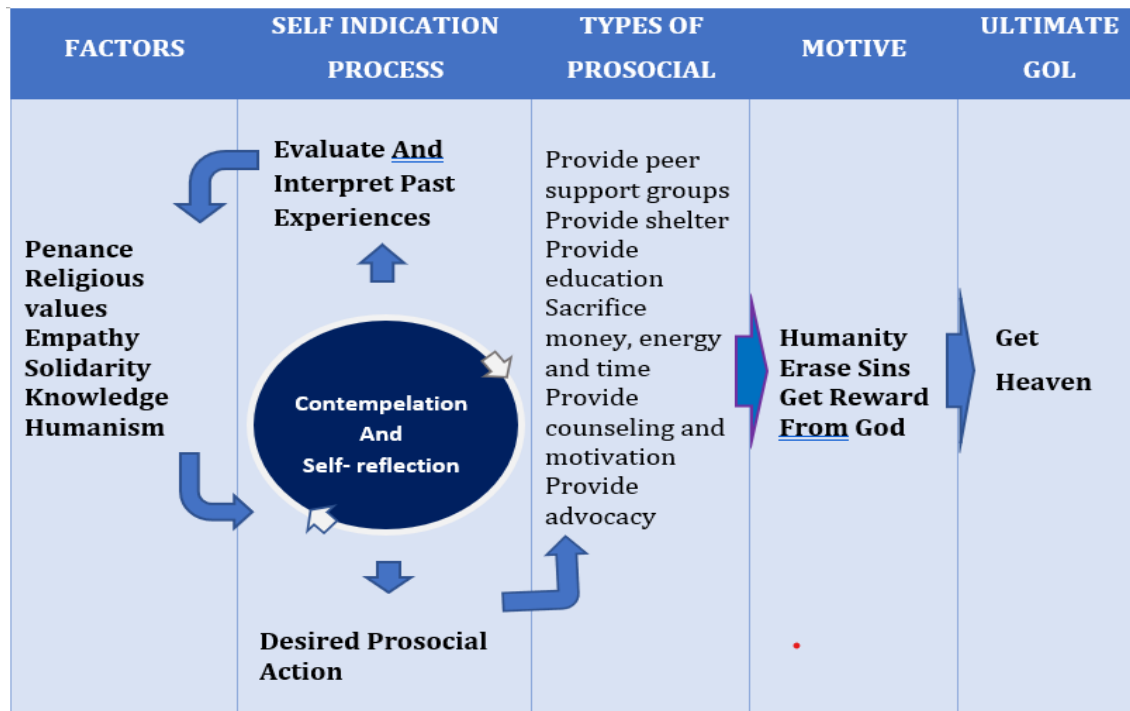 FACTORS
SELF INDICATION
PROCESS
TYPES OF
PROSOCIAL
MOTIVE
ULTIMATE
GOL
Penance
Religious
values
Empathy
Solidarity
Knowledge
Humanism
Evaluate And
Interpret Past
Experiences
Contempelation
And
Self- reflection
Desired Prosocial
Action
Provide peer
support groups
Provide shelter
Provide
education
Sacrifice
money, energy
and time
Provide
counseling and
motivation
Provide
advocacy
Humanity
Erase Sins
Get Reward
From God
Get
Heaven